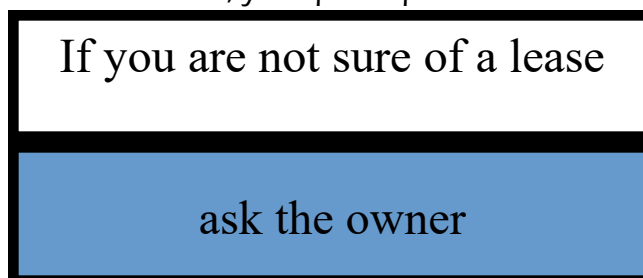 If you are not sure of a lease
ask the owner